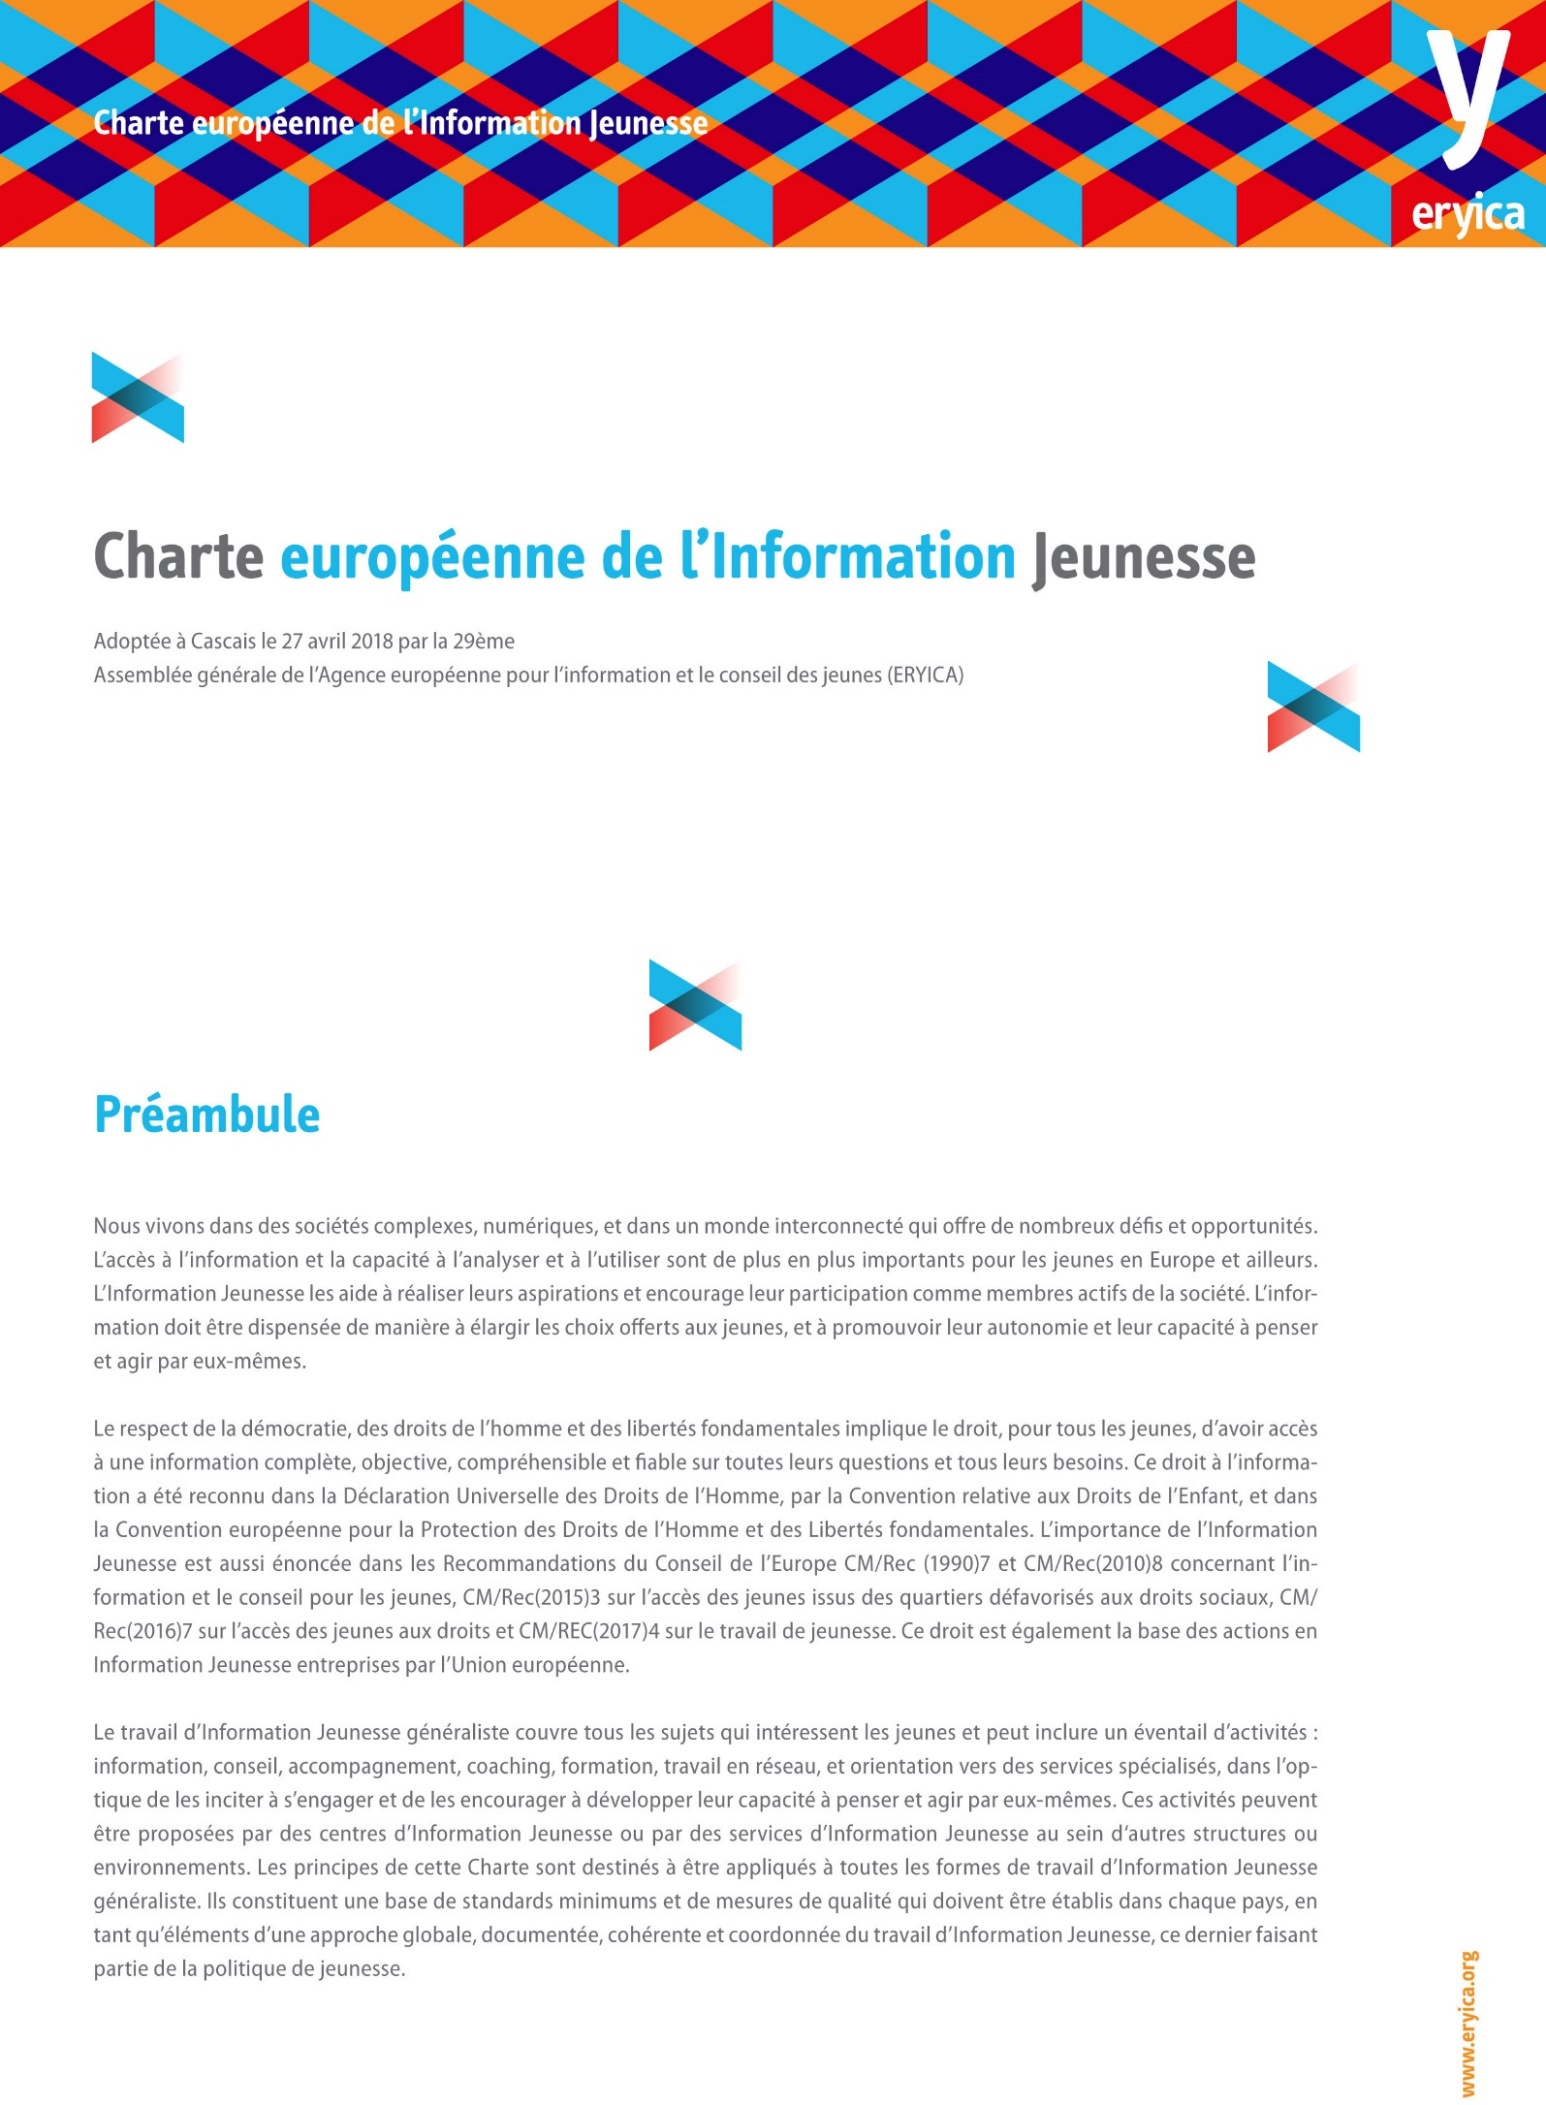 Charte européenne de l'Information Jeunesse
y
eryica
Charte européenne de l'Information Jeunesse
Adoptée à Cascais le 27 avril 2018 par la 29ème
Assemblée générale de l'Agence européenne pour l'information et le conseil des jeunes (ERYICA)
Préambule
Nous vivons dans des sociétés complexes, numériques, et dans un monde interconnecté qui offre de nombreux défis et opportunités.
L'accès à l'information et la capacité à l'analyser et à l'utiliser sont de plus en plus importants pour les jeunes en Europe et ailleurs.
L'Information Jeunesse les aide à réaliser leurs aspirations et encourage leur participation comme membres actifs de la société. L'infor-
mation doit être dispensée de manière à élargir les choix offerts aux jeunes, et à promouvoir leur autonomie et leur capacité à penser
et agir par eux-mêmes.
Le respect de la démocratie, des droits de l'homme et des libertés fondamentales implique le droit, pour tous les jeunes, d'avoir accès
à une information complète, objective, compréhensible et fiable sur toutes leurs questions et tous leurs besoins. Ce droit à l'informa-
tion a été reconnu dans la Déclaration Universelle des Droits de l'Homme, par la Convention relative aux Droits de l'Enfant, et dans
la Convention européenne pour la Protection des Droits de l'Homme et des Libertés fondamentales. L'importance de l'Information
Jeunesse est aussi énoncée dans les Recommandations du Conseil de l'Europe CM/Rec (1990)7 et CM/Rec(2010)8 concernant l'in-
formation et le conseil pour les jeunes, CM/Rec(2015)3 sur l'accès des jeunes issus des quartiers défavorisés aux droits sociaux, CM/
Rec(2016)7 sur l'accès des jeunes aux droits et CM/REC(2017)4 sur le travail de jeunesse. Ce droit est également la base des actions en
Information Jeunesse entreprises par l'Union européenne.
Le travail d'Information Jeunesse généraliste couvre tous les sujets qui intéressent les jeunes et peut inclure un éventail d'activités :
information, conseil, accompagnement, coaching, formation, travail en réseau, et orientation vers des services spécialisés, dans l'op-
tique de les inciter à s'engager et de les encourager à développer leur capacité à penser et agir par eux-mêmes. Ces activités peuvent
être proposées par des centres d'Information Jeunesse ou par des services d'Information Jeunesse au sein d'autres structures ou
environnements. Les principes de cette Charte sont destinés à être appliqués à toutes les formes de travail d'Information Jeunesse
généraliste. Ils constituent une base de standards minimums et de mesures de qualité qui doivent être établis dans chaque pays, en
tant qu'éléments d'une approche globale, documentée, cohérente et coordonnée du travail d'Information Jeunesse, ce dernier faisant
partie de la politique de jeunesse.
www.eryica.org